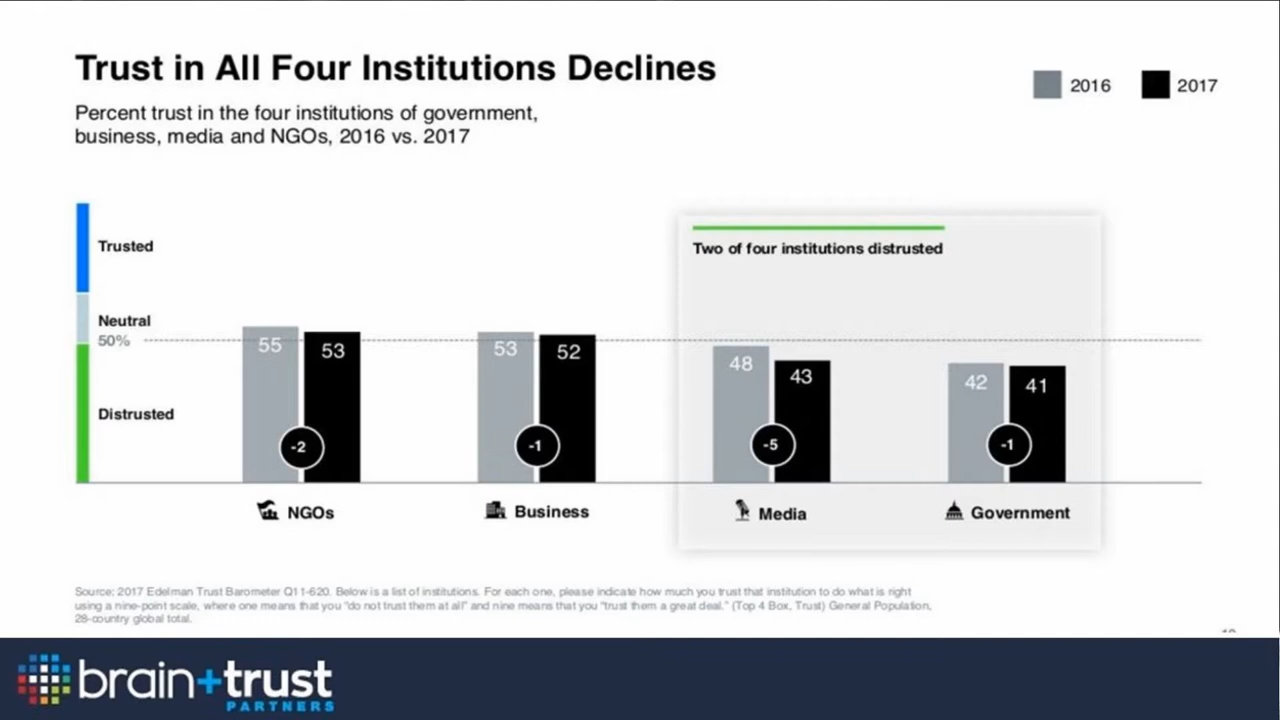 Trust in All Four Institutions Declines
2016
2017
Percent trust in the four institutions of government,
business, media and NGOs, 2016 vs. 2017
Trusted
Two of four institutions distrusted
Neutral
50%
55
53
53
52
48
43
42
41
Distrusted
-2
-1
-5
-1
NGOs
Business
Media
Government
Source: 2017 Edelman Trust Barometer Q11-620. Below is a list of institutions. For each one, please indicate how much you trust that institution to do what is right
using a nine-point scale, where one means that you "do not trust them at all" and nine means that you "trust them a great deal." (Top 4 Box, Trust) General Population,
28-country global total.
brain+trust
PARTNERS